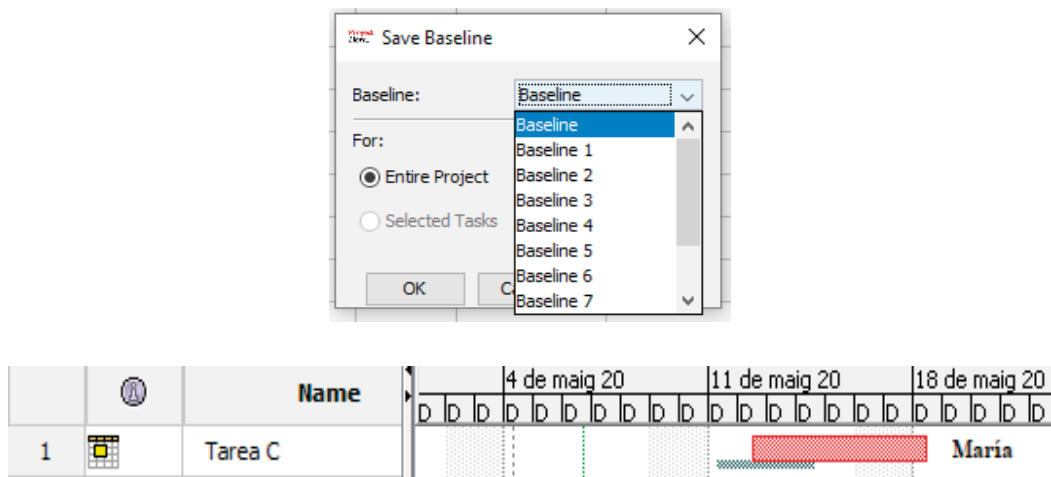 Save Baseline
Baseline: Baseline
Baseline
For:
Baseline 1
Entire Project
Baseline 2
Baseline 3
Selected Tasks
Baseline 4
Baseline 5
OK
Baseline 6
Baseline 7
Name
4 de maig 20 11 de maig 20 18 de maig 20
D D D D D D D D D D D D D D D D D D D D D D
1 Tarea C María